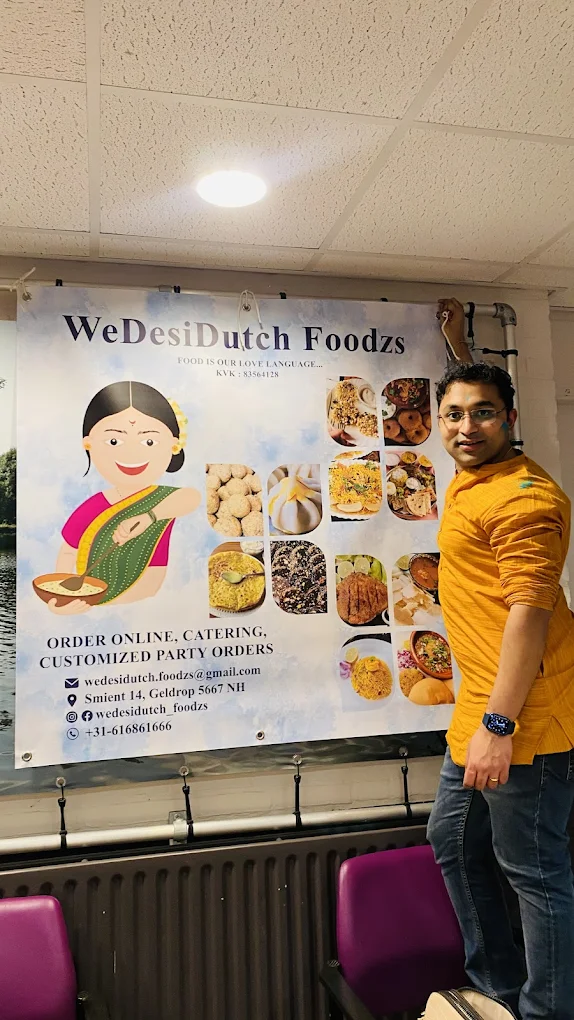 WeDesiDutch Foodzs
FOOD IS OUR LOVE LANGUAGE...
KVK : 83564128
ORDER ONLINE, CATERING,
CUSTOMIZED PARTY ORDERS
wedesidutch.foodzs@gmail.com
Smient 14, Geldrop 5667 NH
wedesidutch_foodzs
+31-616861666